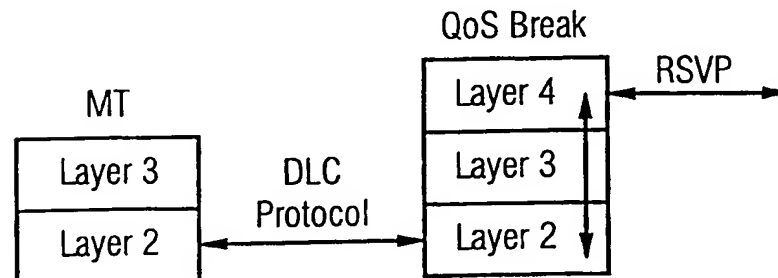 QoS Break
MT
Layer 4
RSVP
Layer 3
Layer 3
DLC
Protocol
Layer 2
Layer 2